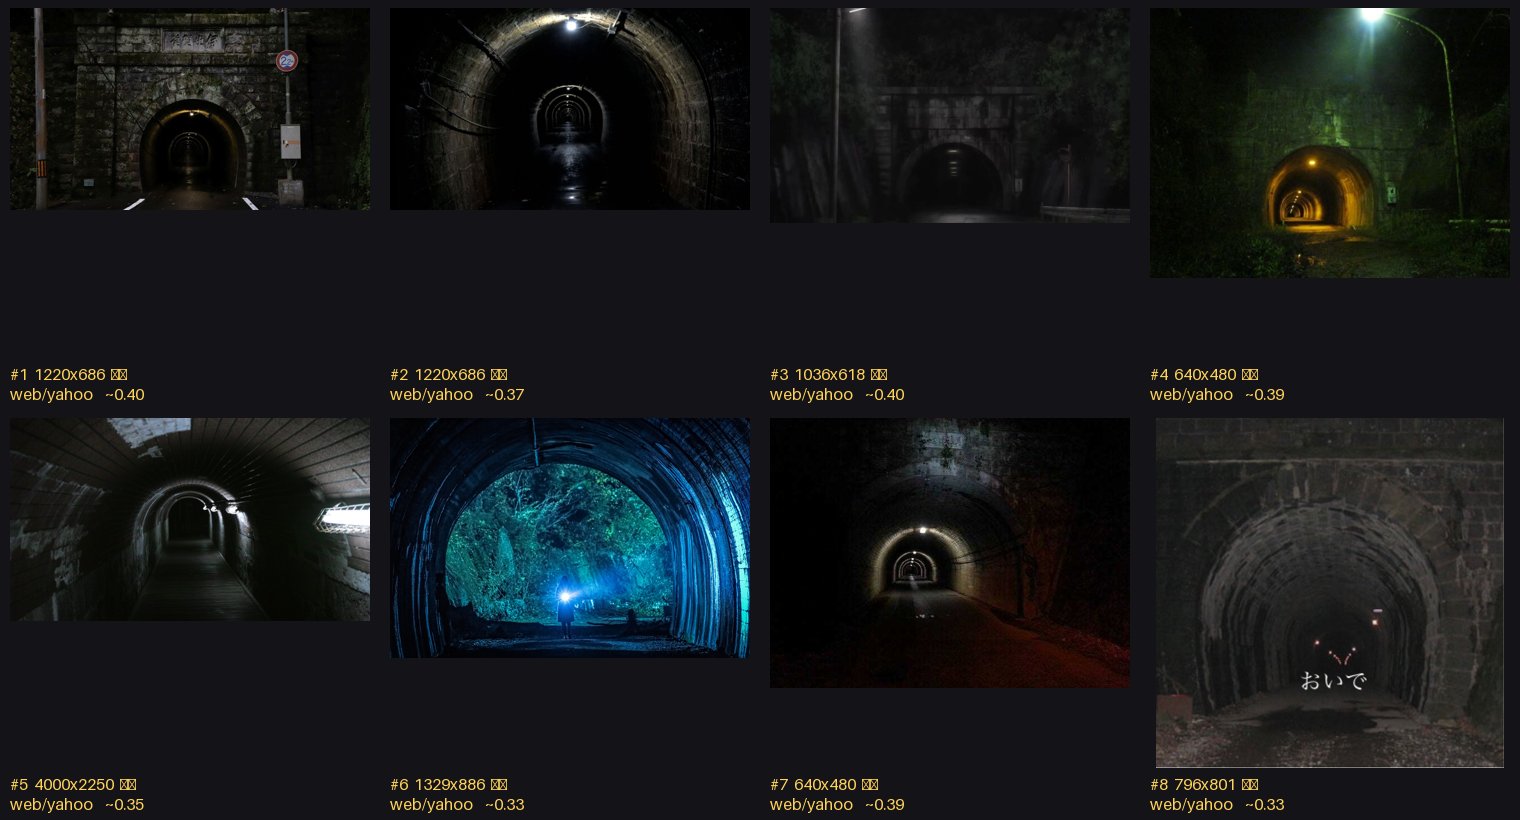 2.2
#1 1220x686
web/yahoo ~0.40
#2 1220x686
web/yahoo ~0.37
#3 1036x618
web/yahoo ~0.40
#4 640x480
web/yahoo ~0.39
おいで
#5 4000x2250
web/yahoo ~0.35
#6 1329x886
web/yahoo ~0.33
#7 640x480
web/yahoo ~0.39
#8 796x801
web/yahoo ~0.33